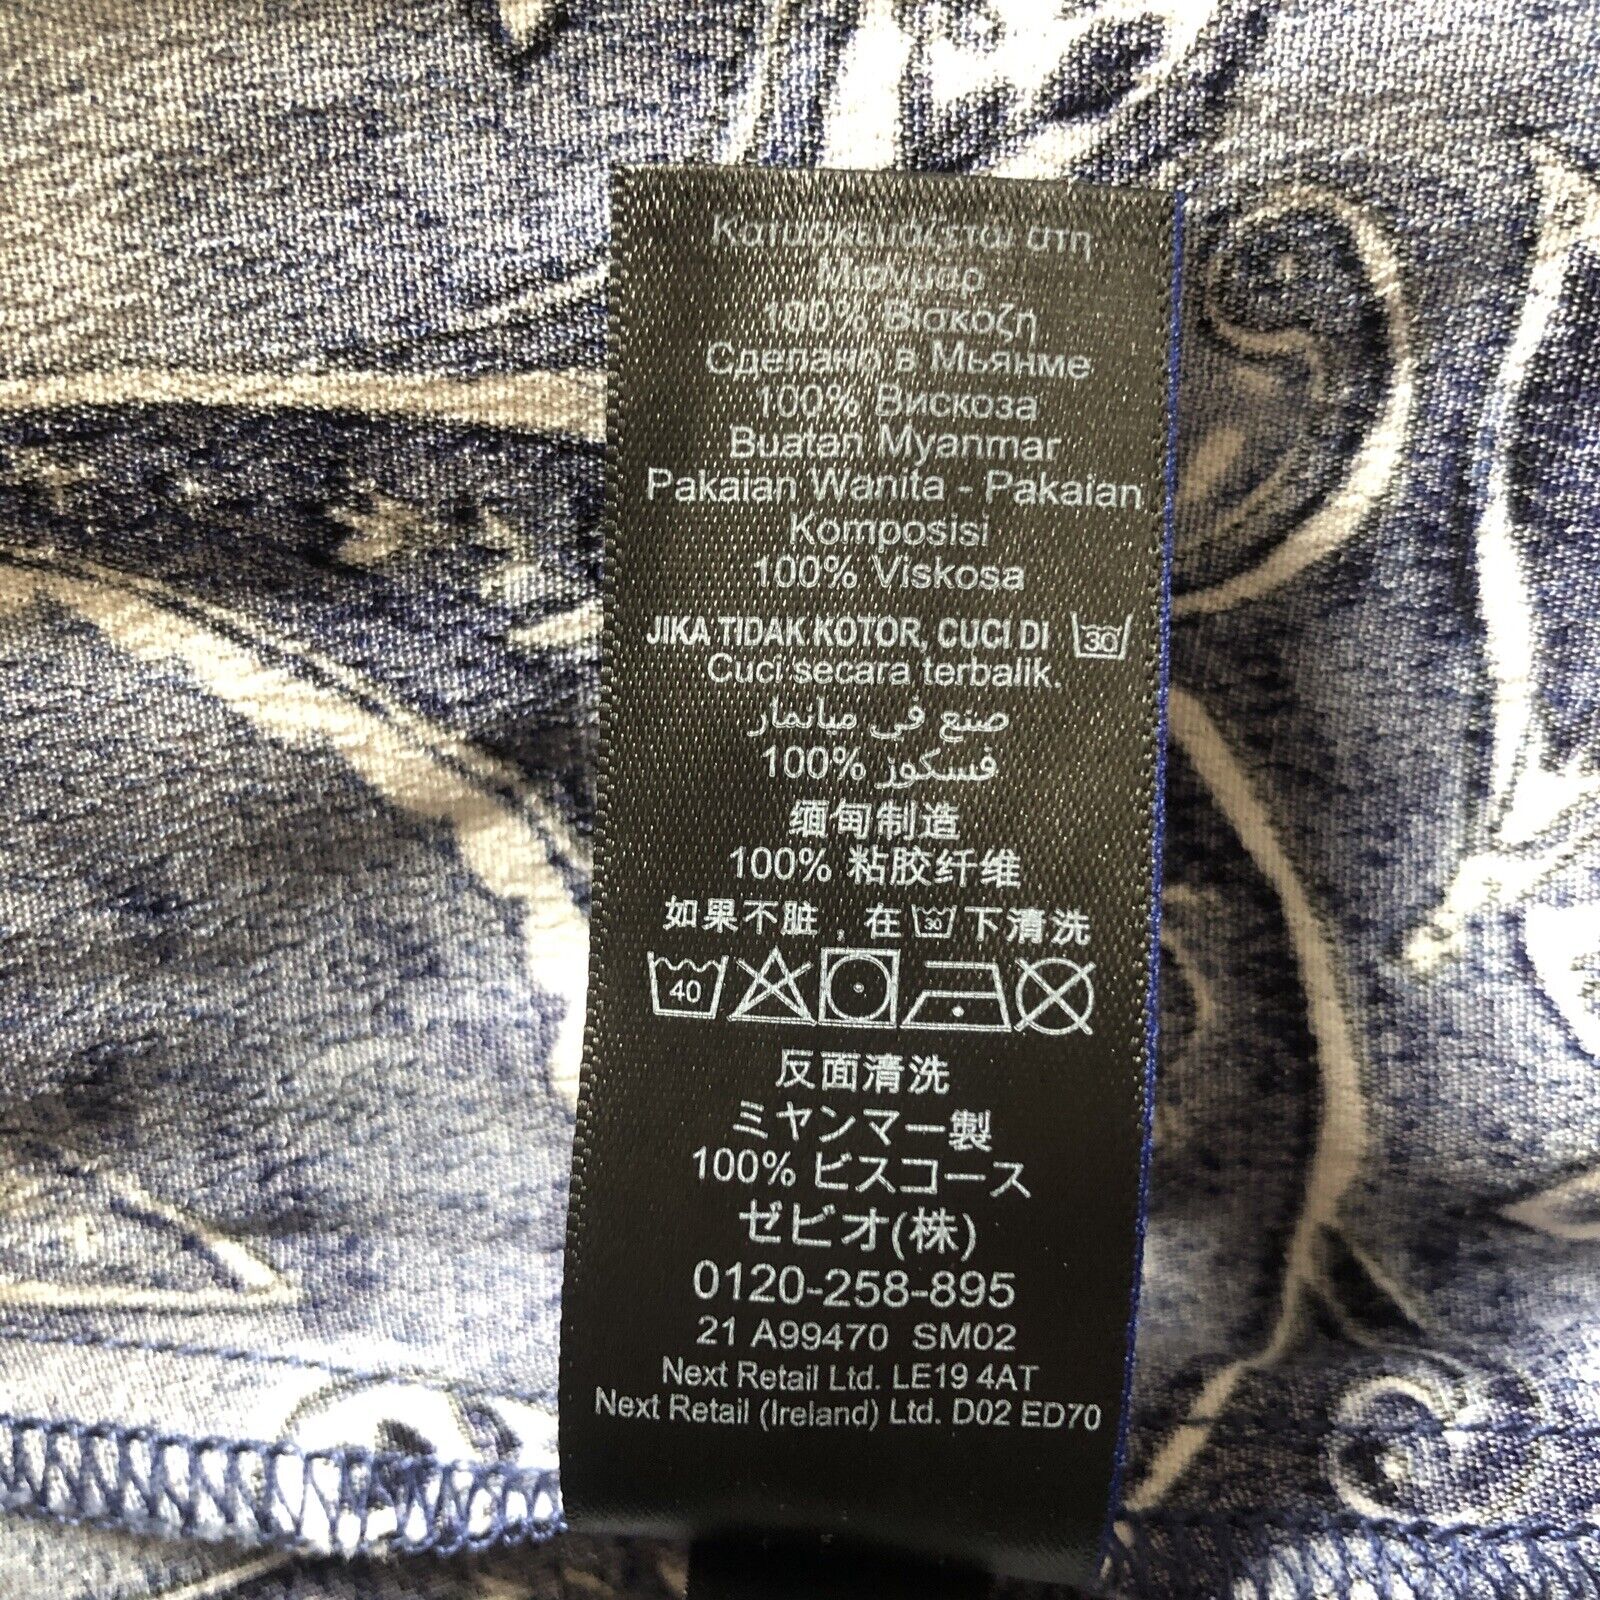 Κατασκευάζεται στη
Μιανμάρ
100% Βισκόζη
Сделано в Мьянме
100% Вискоза
Buatan Myanmar
Pakaian Wanita - Pakaian
Komposisi
100% Viskosa
JIKA TIDAK KOTOR, CUCI DI 30
Cuci secara terbalik.
صنع في ميانمار
100% فسكوز
缅甸制造
100% 粘胶纤维
如果不脏，在 30 下清洗
40
反面清洗
ミャンマー製
100% ビスコース
ゼビオ(株)
0120-258-895
21 A99470 SM02
Next Retail Ltd. LE19 4AT
Next Retail (Ireland) Ltd. D02 ED70